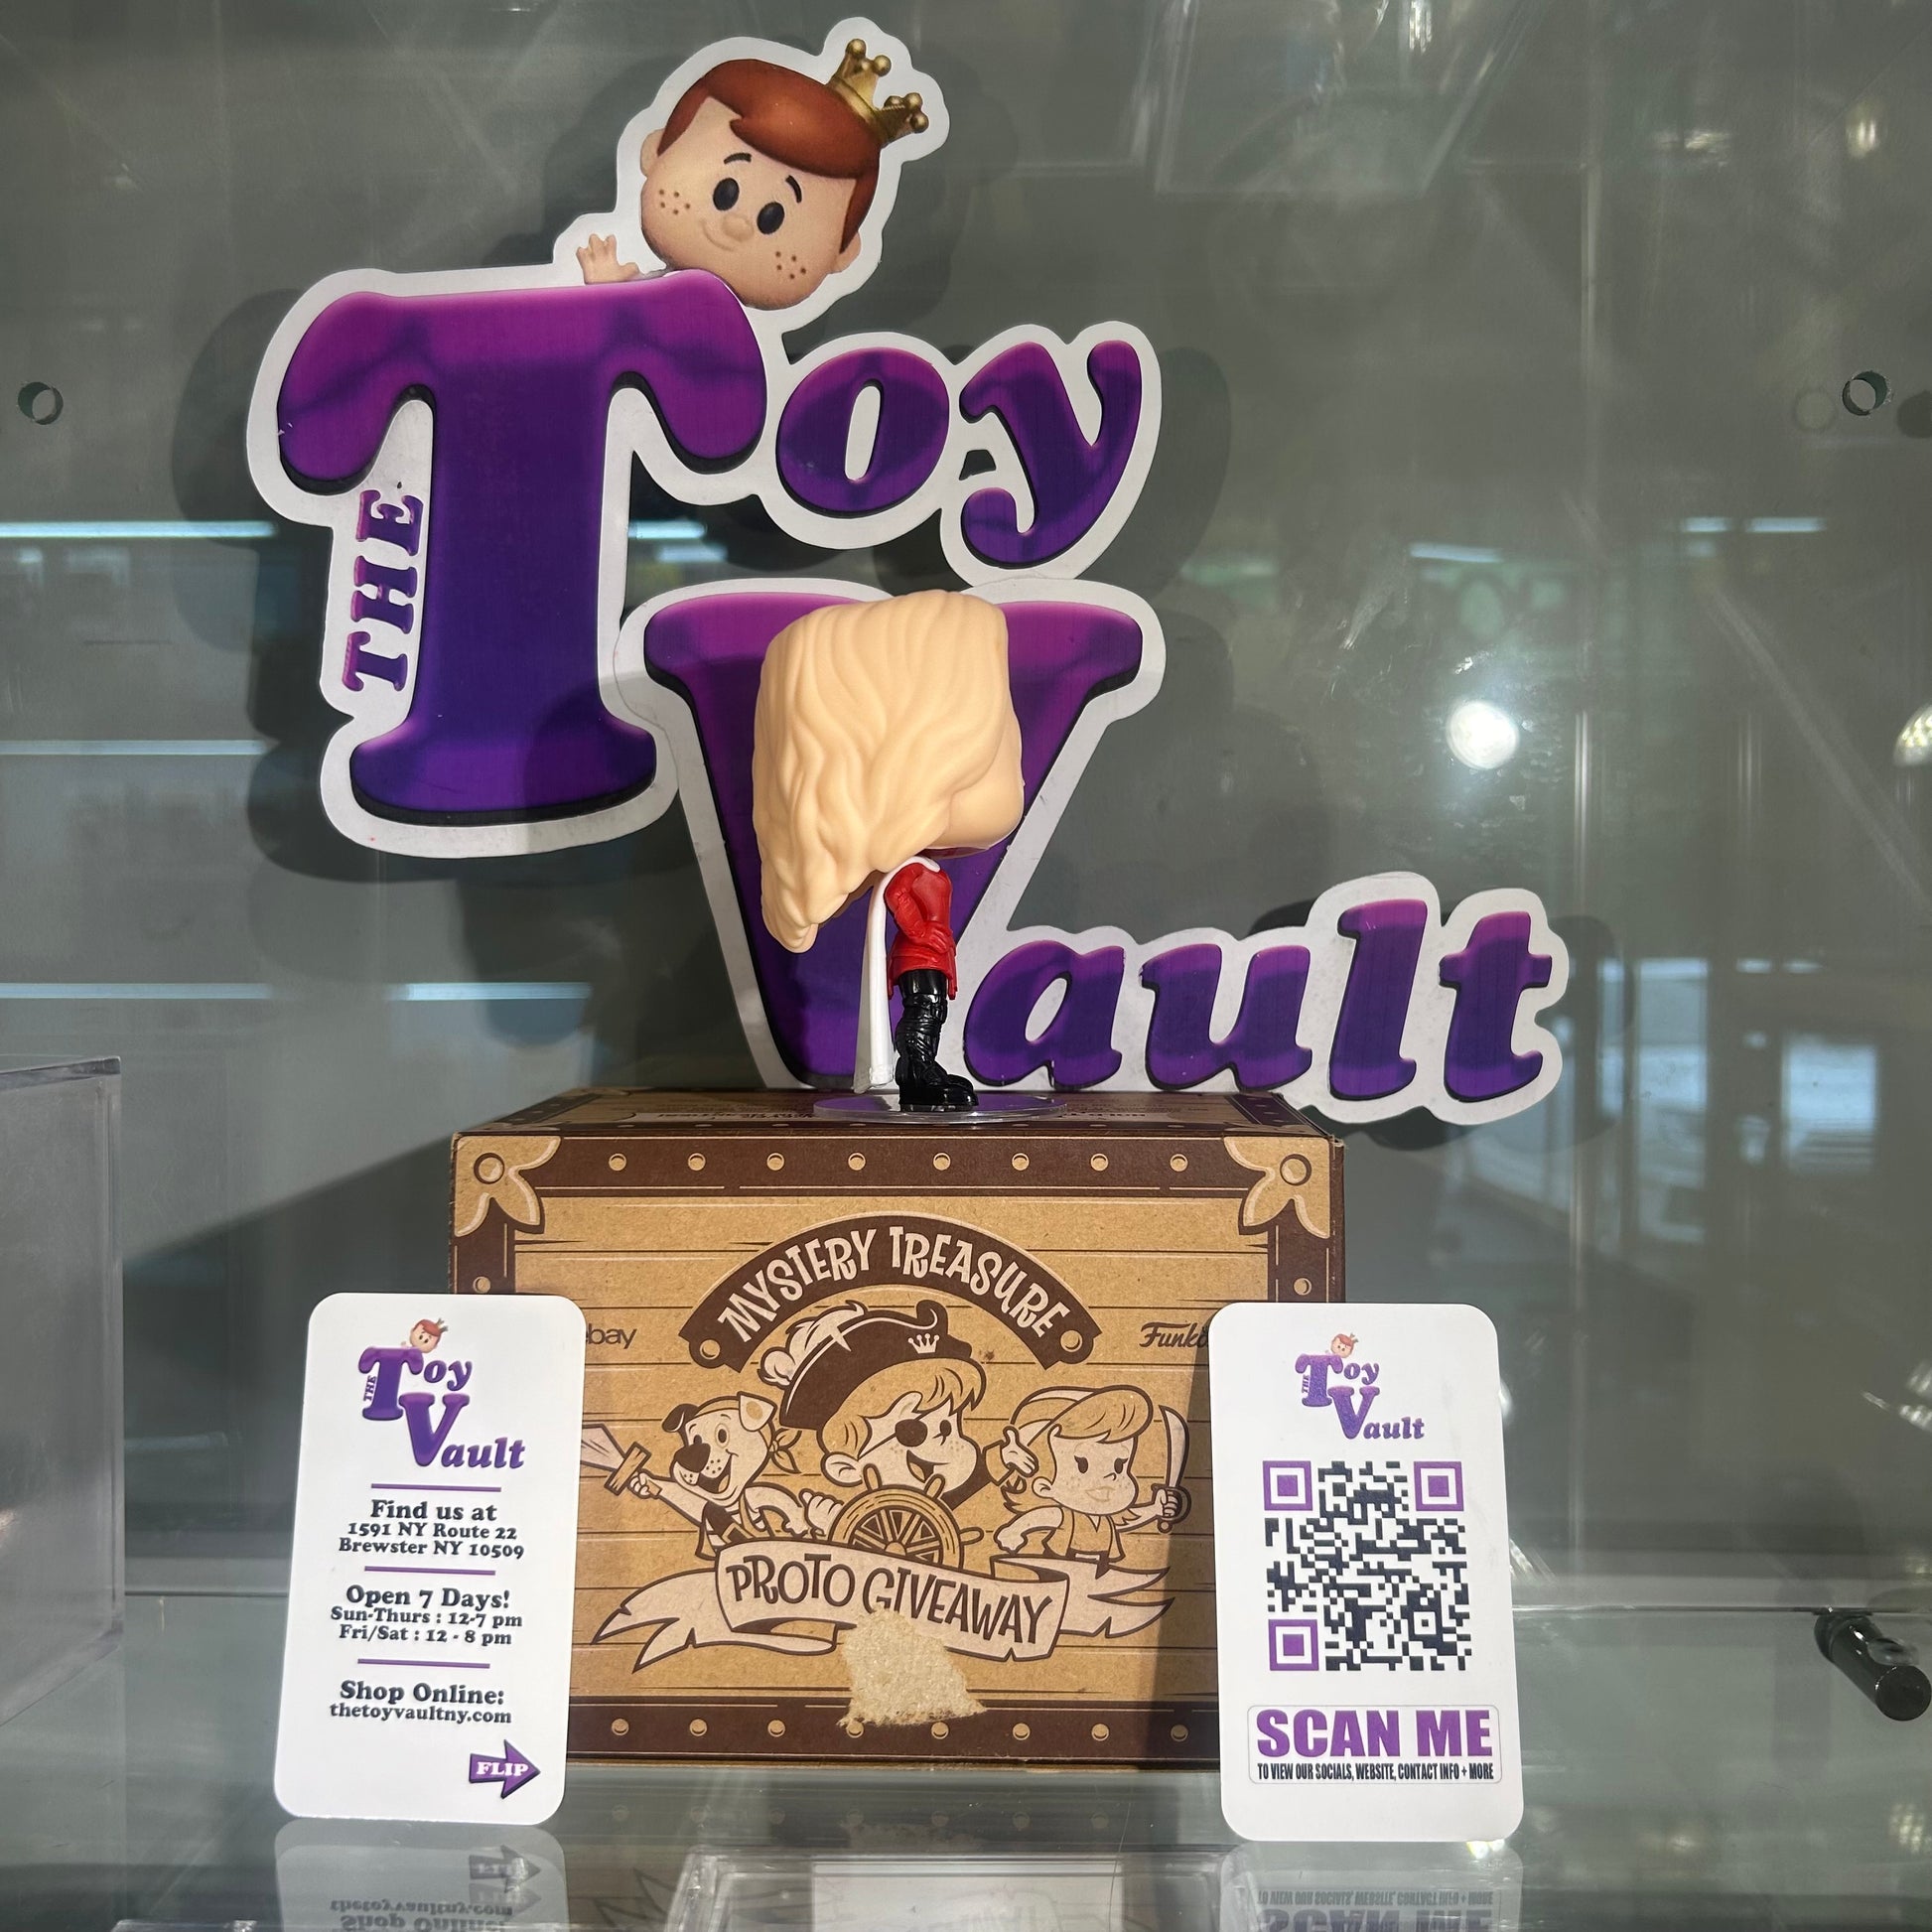 THE
Toy
Vault
MYSTERY TREASURE
ebay
Funko
PROTO GIVEAWAY
THE
Toy
Vault
Find us at
1591 NY Route 22
Brewster NY 10509
Open 7 Days!
Sun-Thurs : 12-7 pm
Fri/Sat : 12 - 8 pm
Shop Online:
thetoyvaultny.com
FLIP
THE
Toy
Vault
SCAN ME
TO VIEW OUR SOCIALS, WEBSITE, CONTACT INFO + MORE